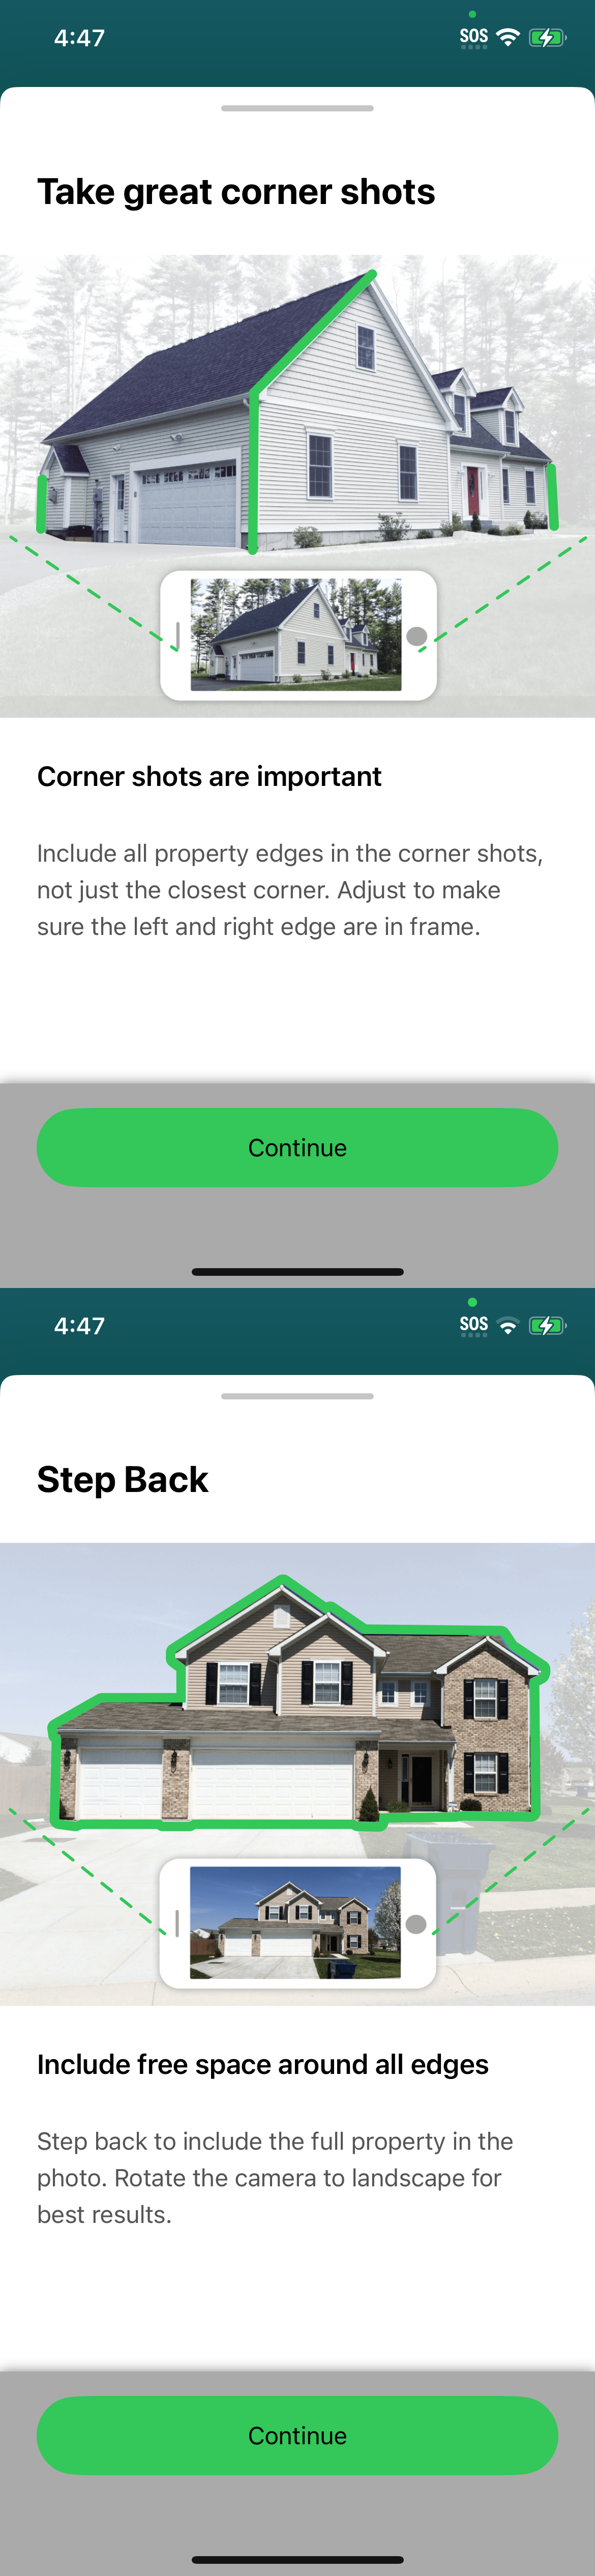 4:47
SOS
Take great corner shots
Corner shots are important
Include all property edges in the corner shots,
not just the closest corner. Adjust to make
sure the left and right edge are in frame.
Continue
4:47
SOS
Step Back
Include free space around all edges
Step back to include the full property in the
photo. Rotate the camera to landscape for
best results.
Continue